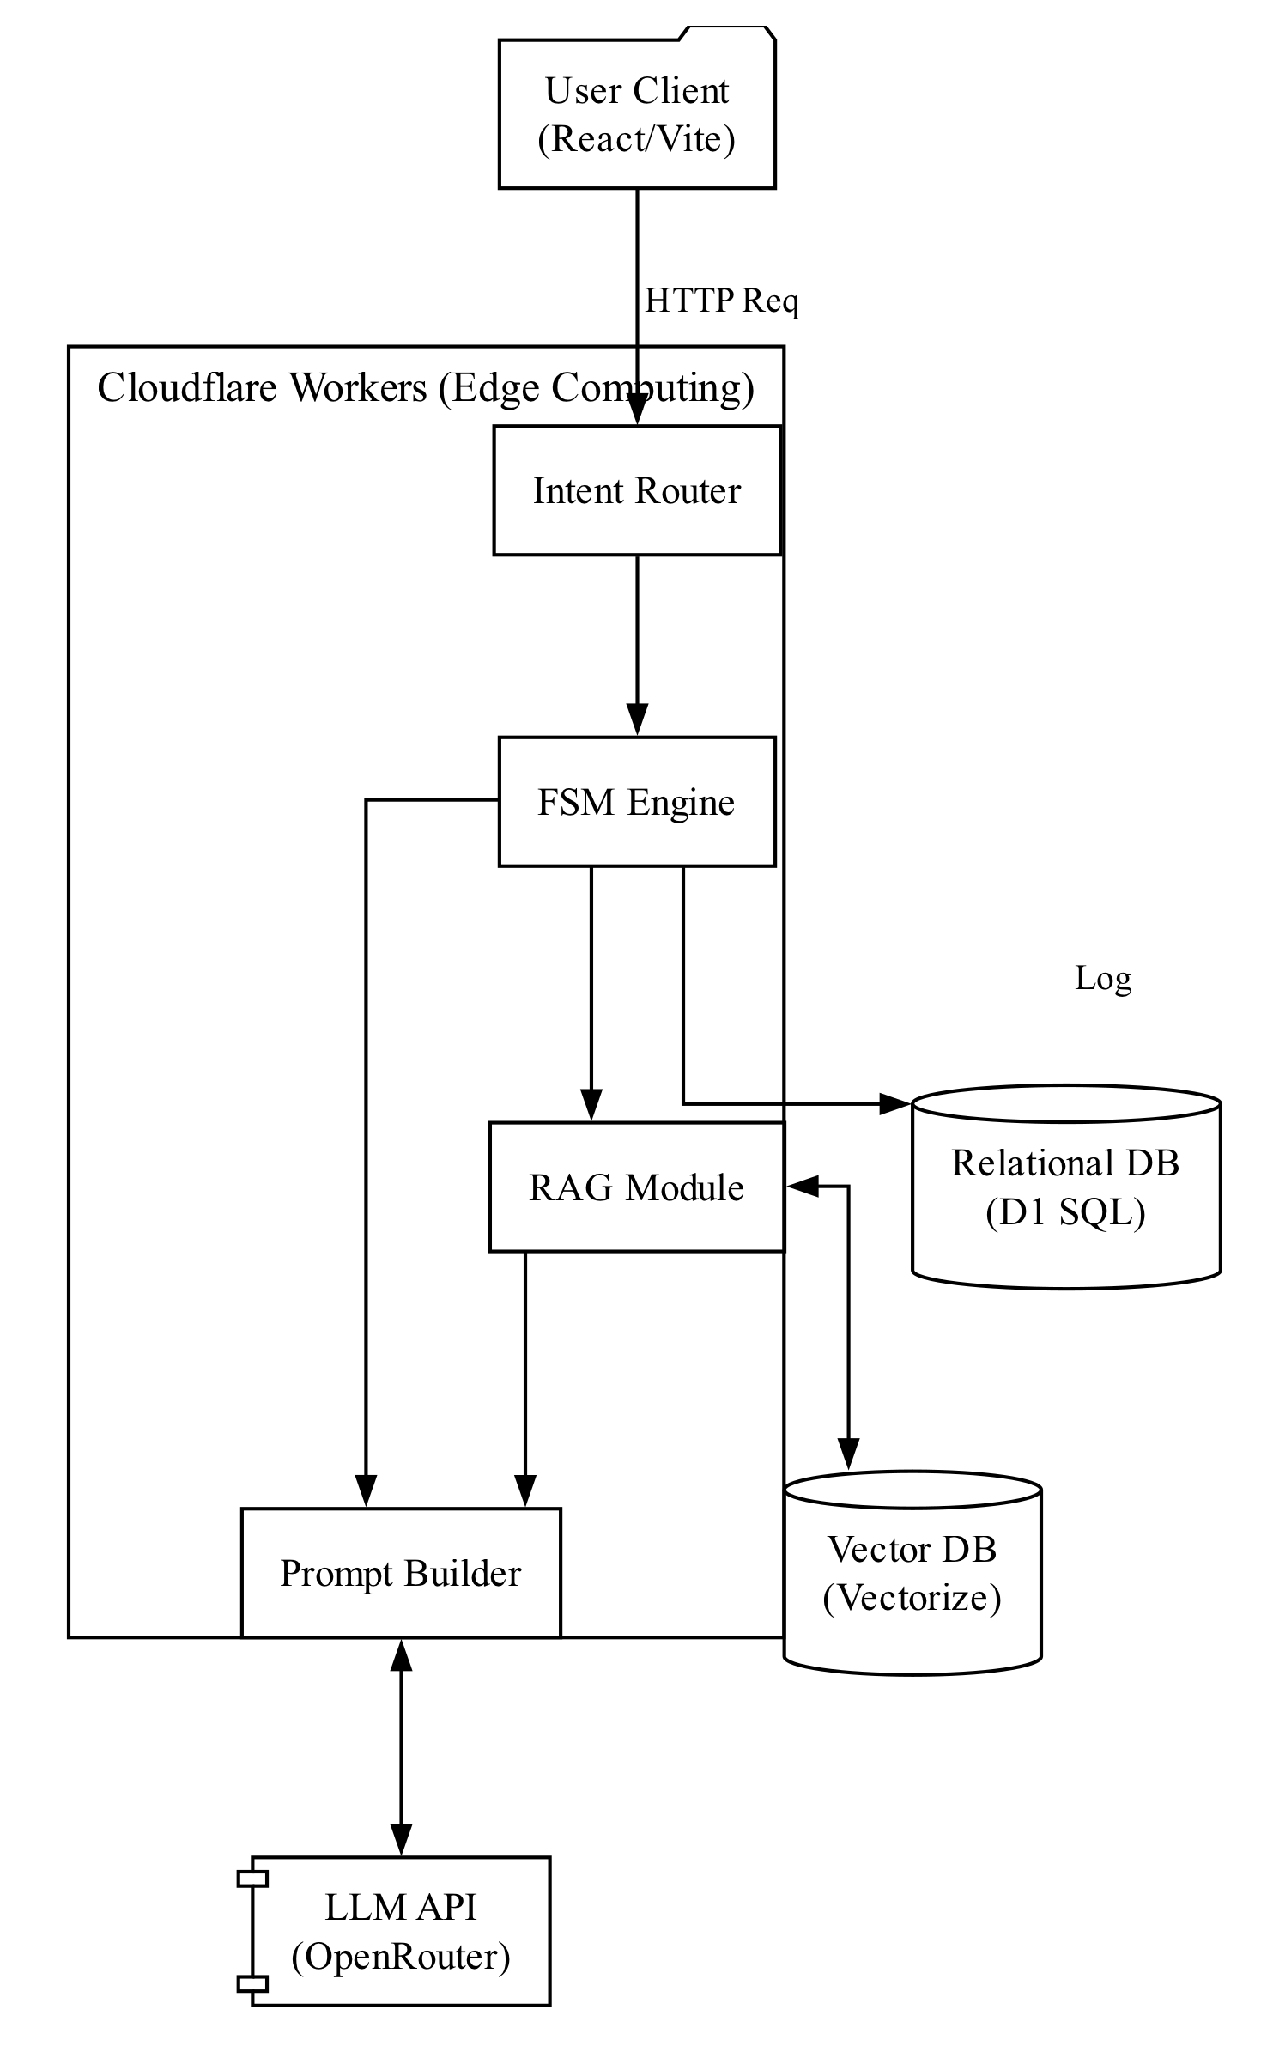 User Client
(React/Vite)
HTTP Req
Cloudflare Workers (Edge Computing)
Intent Router
FSM Engine
Log
Relational DB
(D1 SQL)
RAG Module
Vector DB
(Vectorize)
Prompt Builder
LLM API
(OpenRouter)